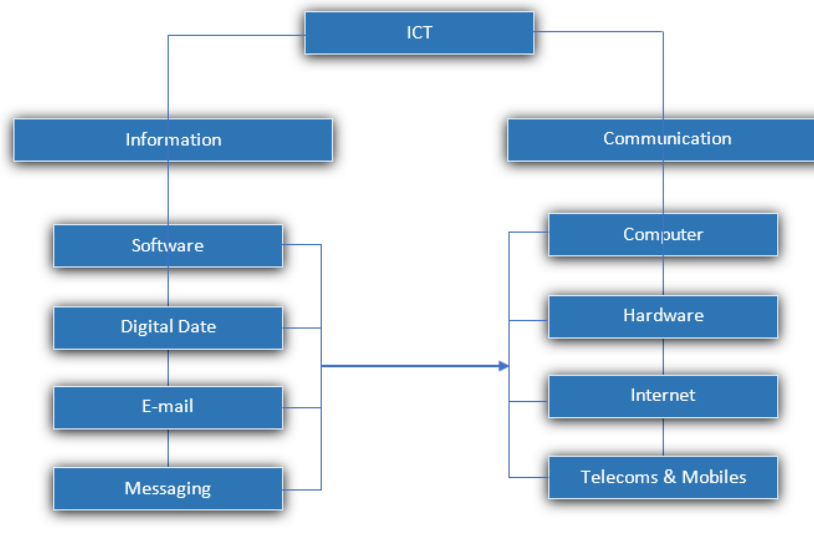 ICT
Information
Communication
Software
Computer
Digital Date
Hardware
E-mail
Internet
Messaging
Telecoms & Mobiles